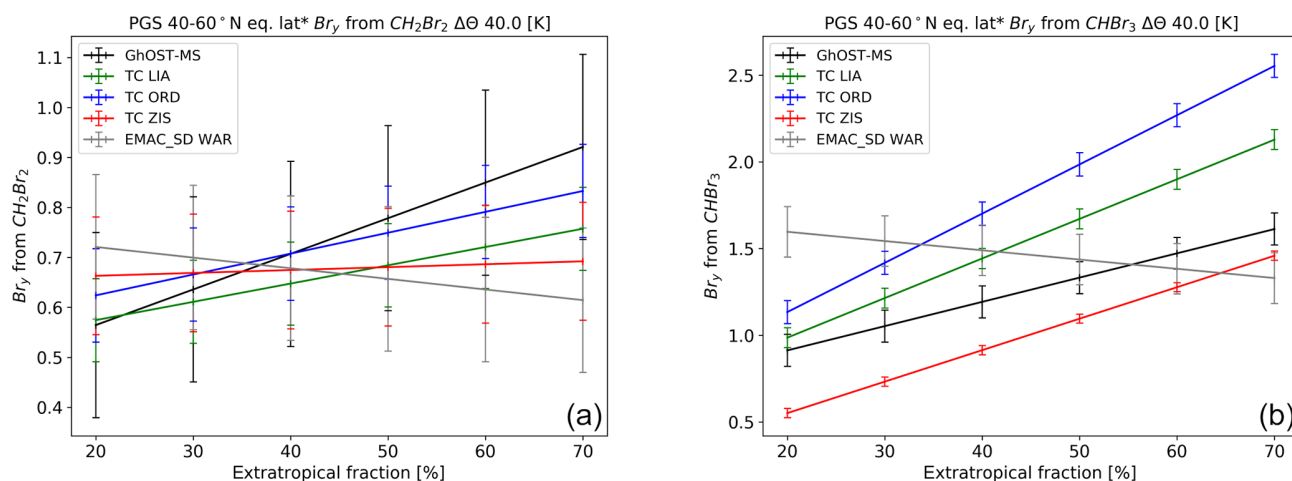 PGS 40-60°N eq. lat* Br_y from CH_2Br_2 ΔΘ 40.0 [K]
GhOST-MS
TC LIA
TC ORD
TC ZIS
EMAC_SD WAR
Br_y from CH_2Br_2
1.1
1.0
0.9
0.8
0.7
0.6
0.5
0.4
20 30 40 50 60 70
Extratropical fraction [%]
(a)
PGS 40-60°N eq. lat* Br_y from CHBr_3 ΔΘ 40.0 [K]
GhOST-MS
TC LIA
TC ORD
TC ZIS
EMAC_SD WAR
Br_y from CHBr_3
2.5
2.0
1.5
1.0
0.5
20 30 40 50 60 70
Extratropical fraction [%]
(b)